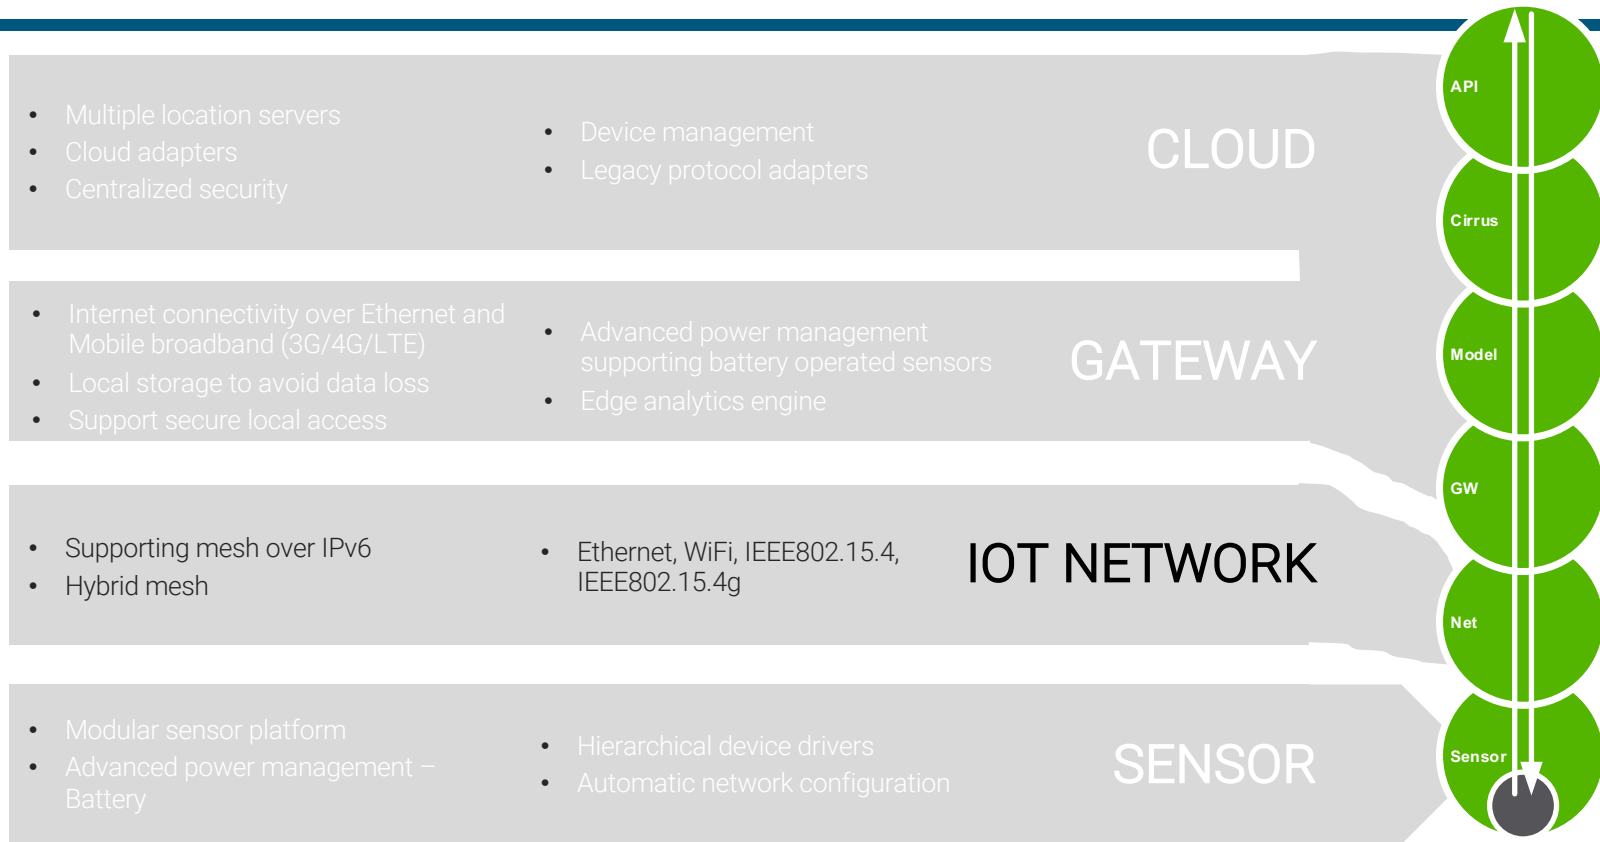 • Multiple location servers
• Cloud adapters
• Centralized security
• Device management
• Legacy protocol adapters
CLOUD
• Internet connectivity over Ethernet and
Mobile broadband (3G/4G/LTE)
• Local storage to avoid data loss
• Support secure local access
• Advanced power management
supporting battery operated sensors
• Edge analytics engine
GATEWAY
• Supporting mesh over IPv6
• Hybrid mesh
• Ethernet, WiFi, IEEE802.15.4,
IEEE802.15.4g
IOT NETWORK
• Modular sensor platform
• Advanced power management –
Battery
• Hierarchical device drivers
• Automatic network configuration
SENSOR
API
Cirrus
Model
GW
Net
Sensor